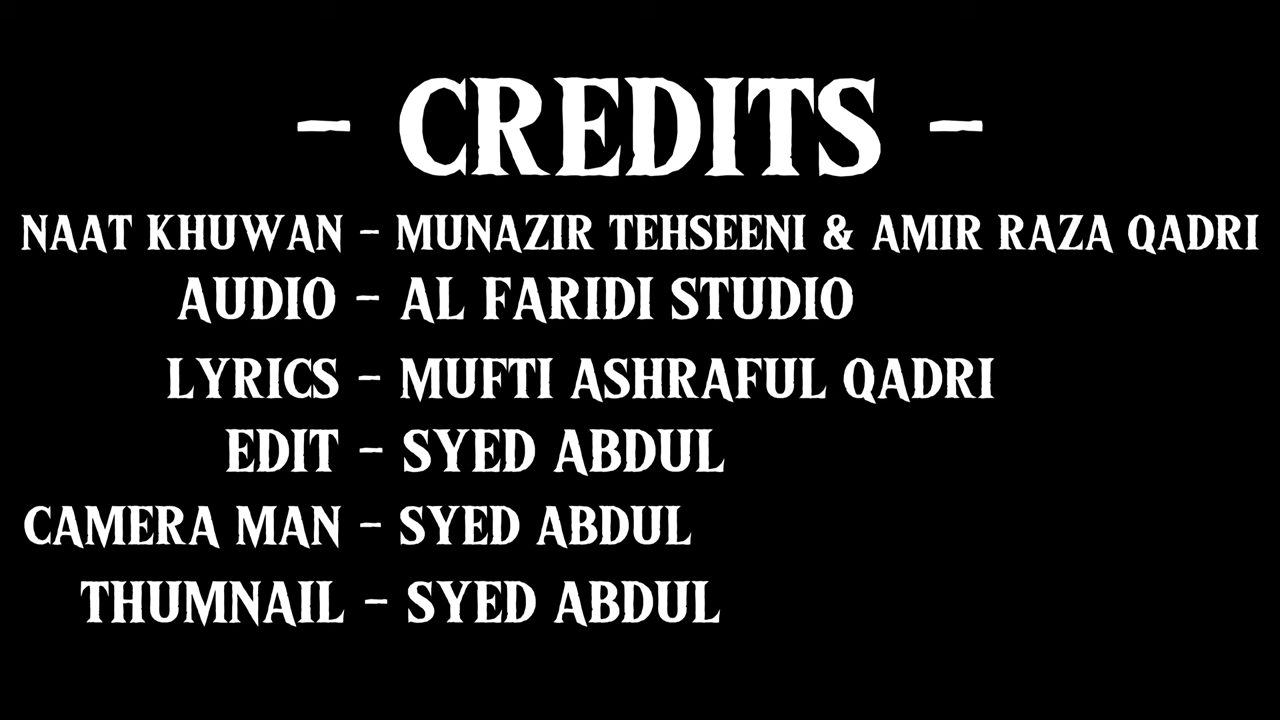 - CREDITS -
NAAT KHUWAN - MUNAZIR TEHSEENI & AMIR RAZA QADRI
AUDIO - AL FARIDI STUDIO
LYRICS - MUFTI ASHRAFUL QADRI
EDIT - SYED ABDUL
CAMERA MAN - SYED ABDUL
THUMNAIL - SYED ABDUL